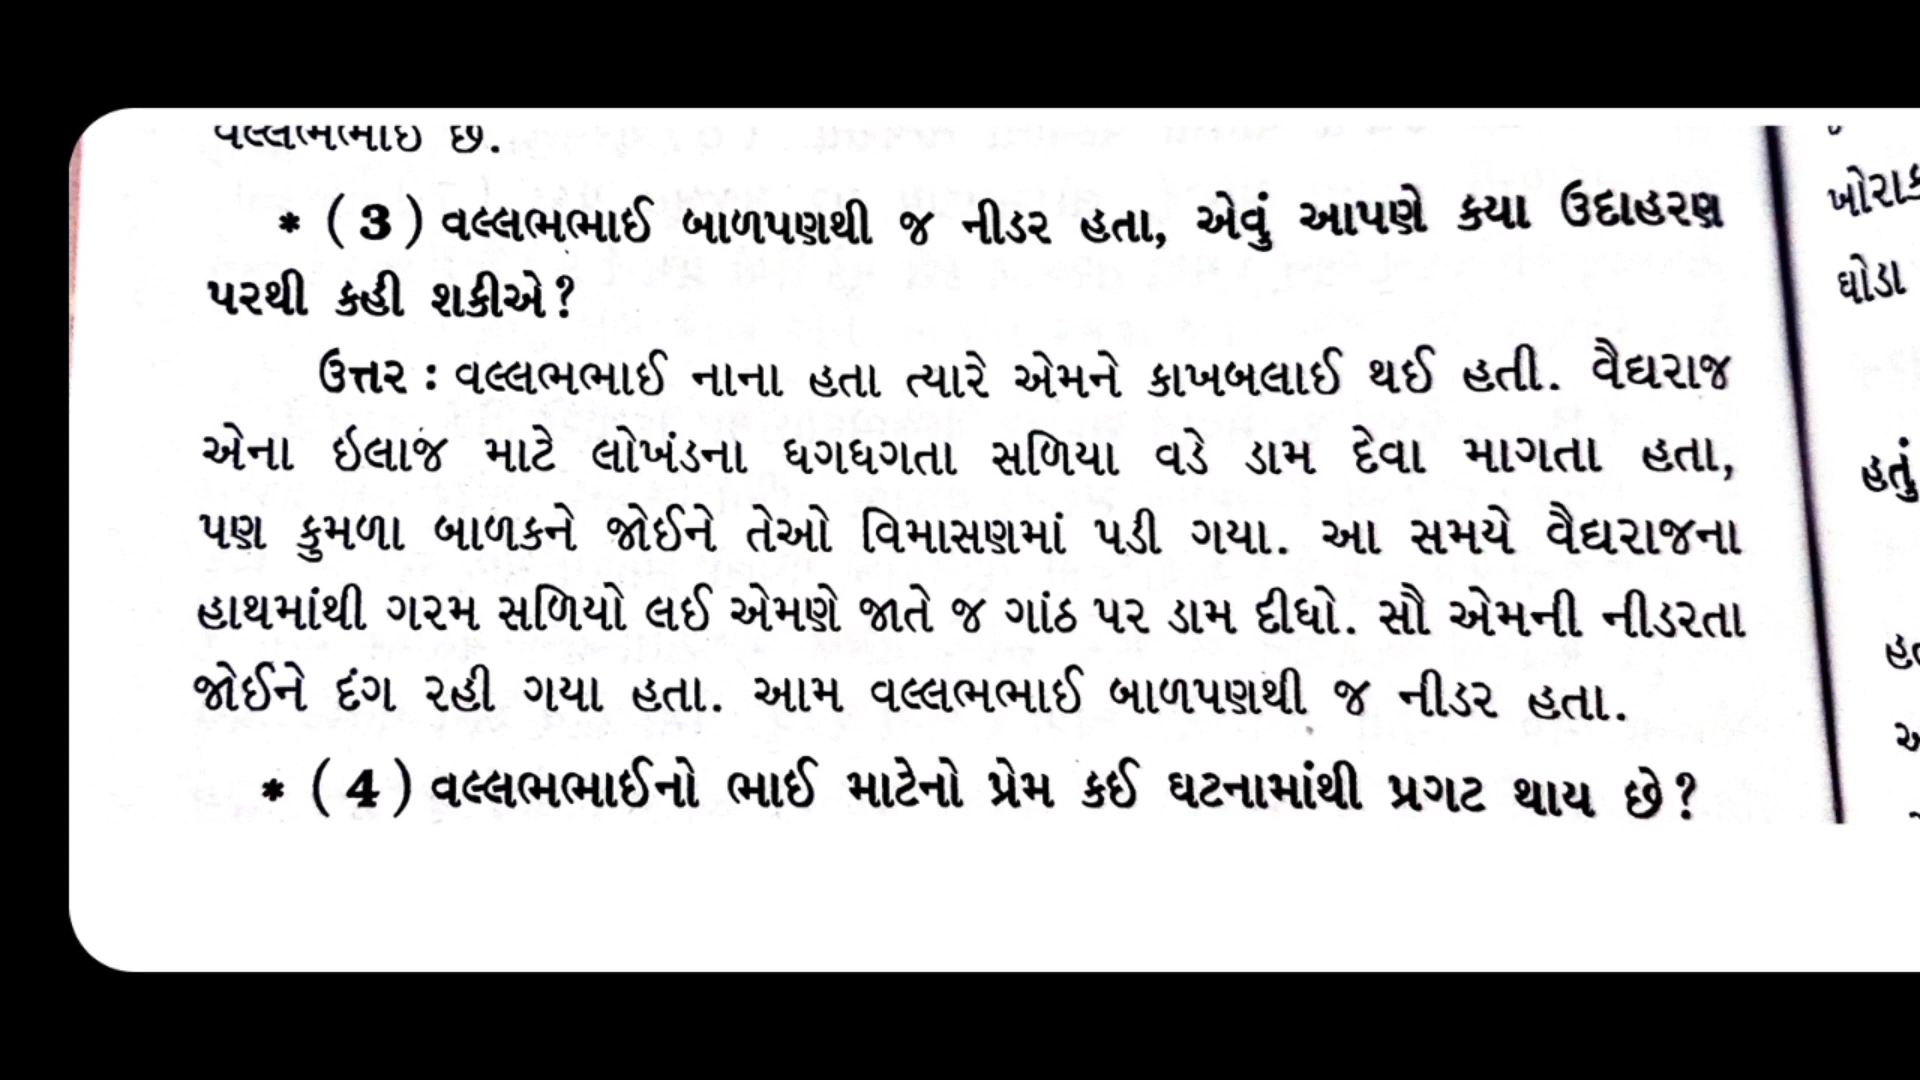 વલ્લભભાઈ છે.
* (3) વલ્લભભાઈ બાળપણથી જ નીડર હતા, એવું આપણે કયા ઉદાહરણ
પરથી કહી શકીએ?
ઉત્તર : વલ્લભભાઈ નાના હતા ત્યારે એમને કાખબલાઈ થઈ હતી. વૈદ્યરાજ
એના ઇલાજ માટે લોખંડના ધગધગતા સળિયા વડે ડામ દેવા માગતા હતા,
પણ કુમળા બાળકને જોઈને તેઓ વિમાસણમાં પડી ગયા. આ સમયે વૈદ્યરાજના
હાથમાંથી ગરમ સળિયો લઈ એમણે જાતે જ ગાંઠ પર ડામ દીધો. સૌ એમની નીડરતા
જોઈને દંગ રહી ગયા હતા. આમ વલ્લભભાઈ બાળપણથી જ નીડર હતા.
* (4) વલ્લભભાઈનો ભાઈ માટેનો પ્રેમ કઈ ઘટનામાંથી પ્રગટ થાય છે?
ઘોડા
હતું